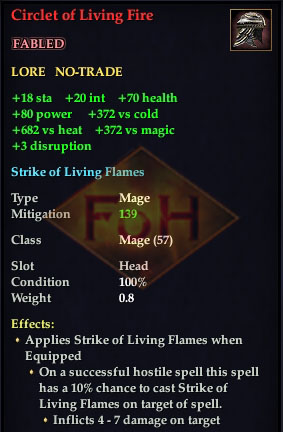 Circlet of Living Fire
FABLED
LORE NO-TRADE
+18 sta +20 int +70 health
+80 power +372 vs cold
+682 vs heat +372 vs magic
+3 disruption
Strike of Living Flames
Type Mage
Mitigation 139
Class Mage (57)
Slot Head
Condition 100%
Weight 0.8
Effects:
Applies Strike of Living Flames when
Equipped
On a successful hostile spell this spell
has a 10% chance to cast Strike of
Living Flames on target of spell.
Inflicts 4 - 7 damage on target
FOH